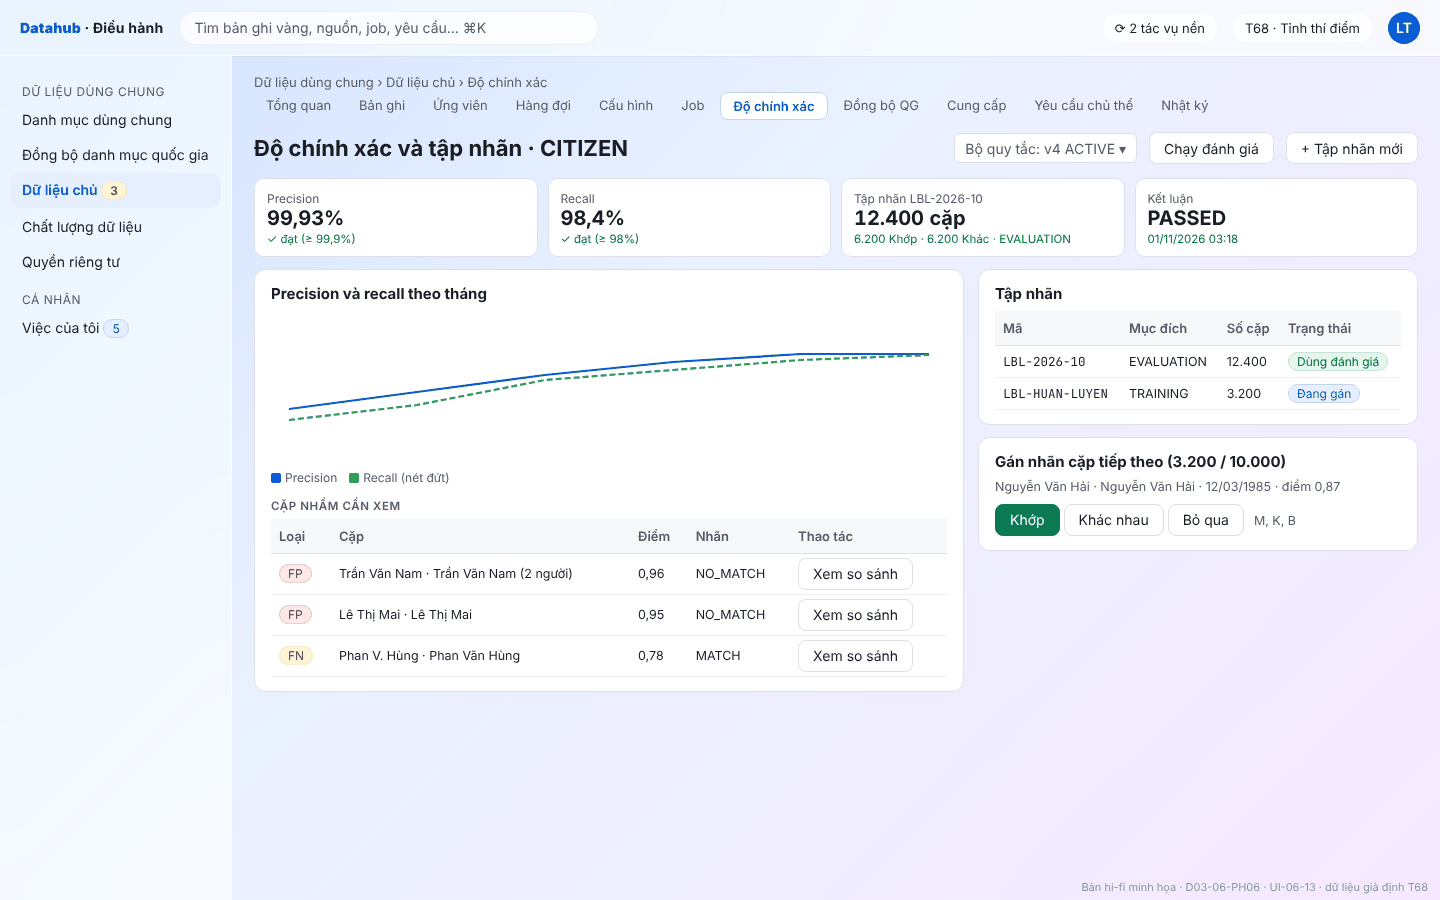 Datahub · Điều hành
Tìm bản ghi vàng, nguồn, job, yêu cầu... ⌘K
⟳ 2 tác vụ nền
T68 · Tỉnh thí điểm
LT
DỮ LIỆU DÙNG CHUNG
Danh mục dùng chung
Đồng bộ danh mục quốc gia
Dữ liệu chủ 3
Chất lượng dữ liệu
Quyền riêng tư
CÁ NHÂN
Việc của tôi 5
Dữ liệu dùng chung › Dữ liệu chủ › Độ chính xác
Tổng quan Bản ghi Ứng viên Hàng đợi Cấu hình Job Độ chính xác Đồng bộ QG Cung cấp Yêu cầu chủ thể Nhật ký
Độ chính xác và tập nhãn · CITIZEN
Bộ quy tắc: v4 ACTIVE ▾
Chạy đánh giá
+ Tập nhãn mới
Precision
99,93%
✓ đạt (≥ 99,9%)
Recall
98,4%
✓ đạt (≥ 98%)
Tập nhãn LBL-2026-10
12.400 cặp
6.200 Khớp · 6.200 Khác · EVALUATION
Kết luận
PASSED
01/11/2026 03:18
Precision và recall theo tháng
Precision Recall (nét đứt)
CẶP NHẦM CẦN XEM
Loại Cặp Điểm Nhãn Thao tác
FP Trần Văn Nam · Trần Văn Nam (2 người) 0,96 NO_MATCH Xem so sánh
FP Lê Thị Mai · Lê Thị Mai 0,95 NO_MATCH Xem so sánh
FN Phan V. Hùng · Phan Văn Hùng 0,78 MATCH Xem so sánh
Tập nhãn
Mã Mục đích Số cặp Trạng thái
LBL-2026-10 EVALUATION 12.400 Dùng đánh giá
LBL-HUAN-LUYEN TRAINING 3.200 Đang gán
Gán nhãn cặp tiếp theo (3.200 / 10.000)
Nguyễn Văn Hải · Nguyễn Văn Hải · 12/03/1985 · điểm 0,87
Khớp Khác nhau Bỏ qua M, K, B
Bản hi-fi minh họa · D03-06-PH06 · UI-06-13 · dữ liệu giả định T68